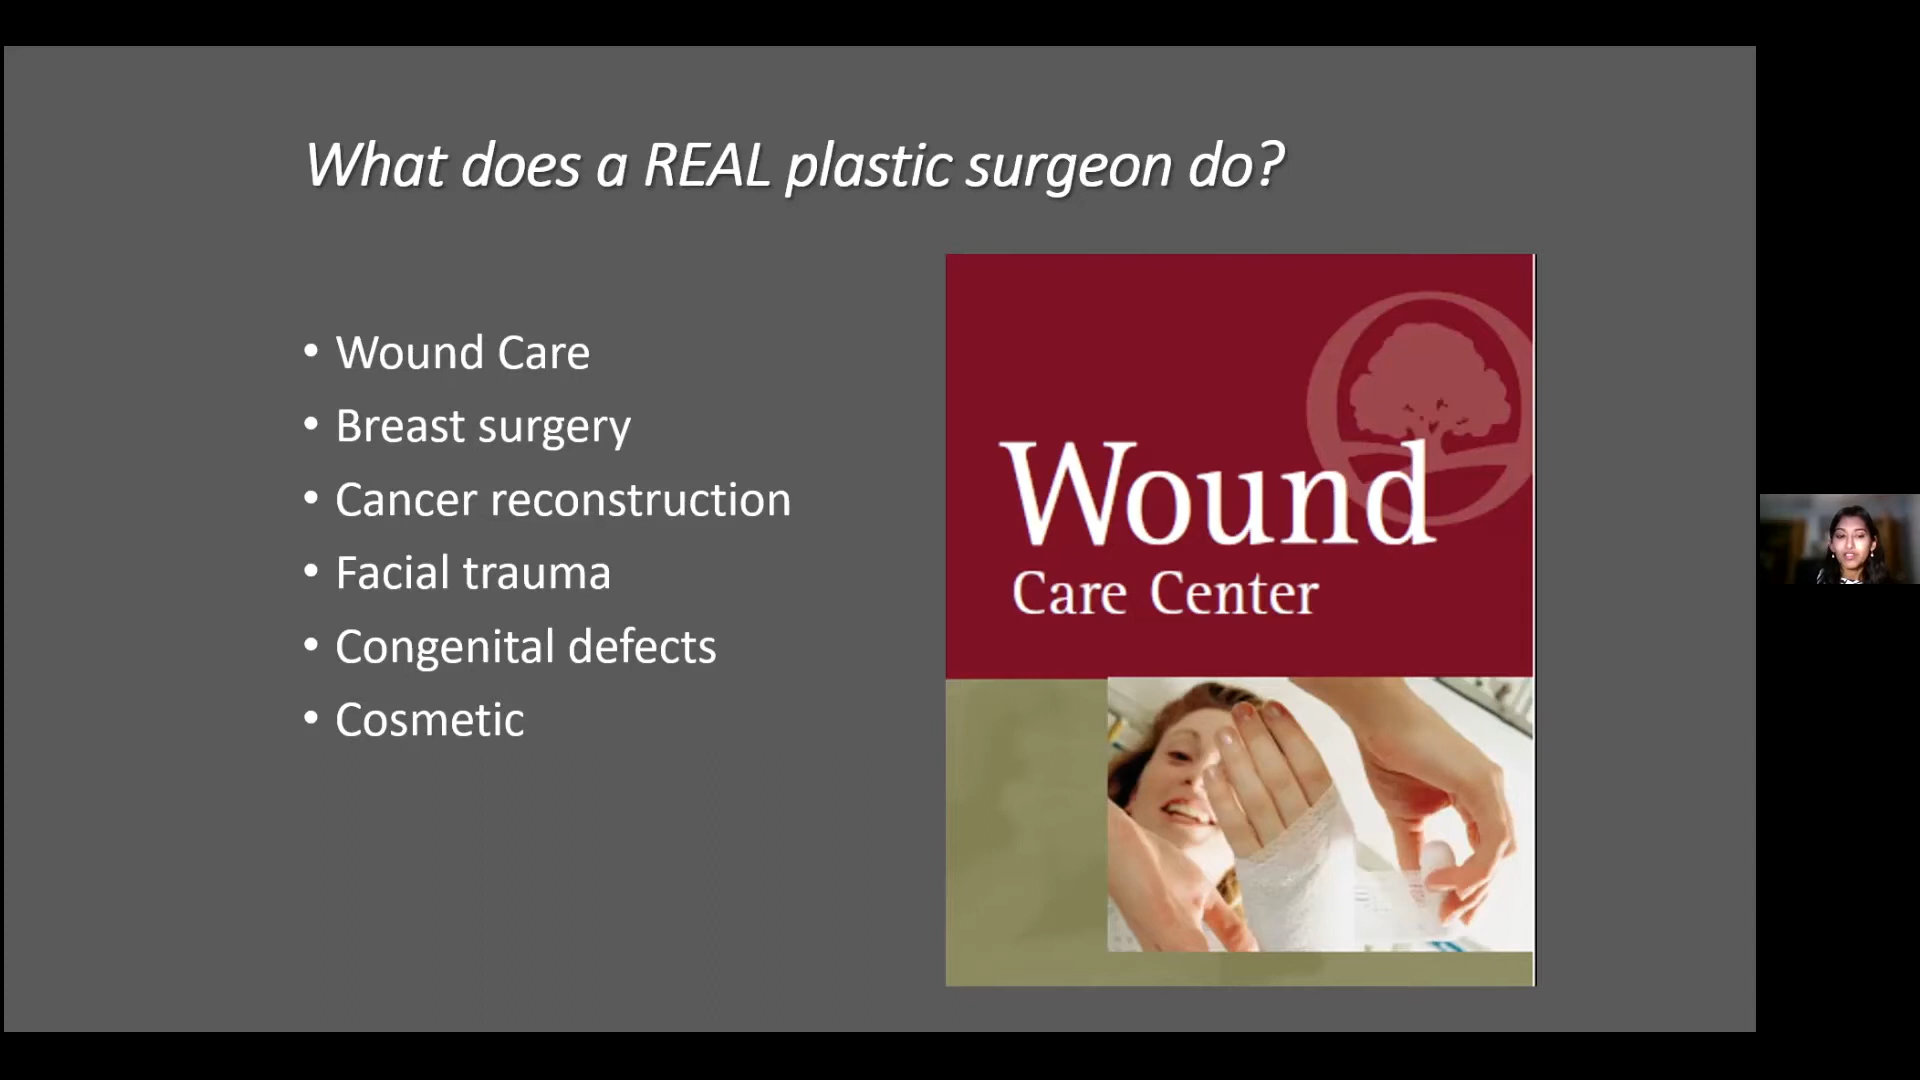 What does a REAL plastic surgeon do?
• Wound Care
• Breast surgery
• Cancer reconstruction
• Facial trauma
• Congenital defects
• Cosmetic
Wound
Care Center